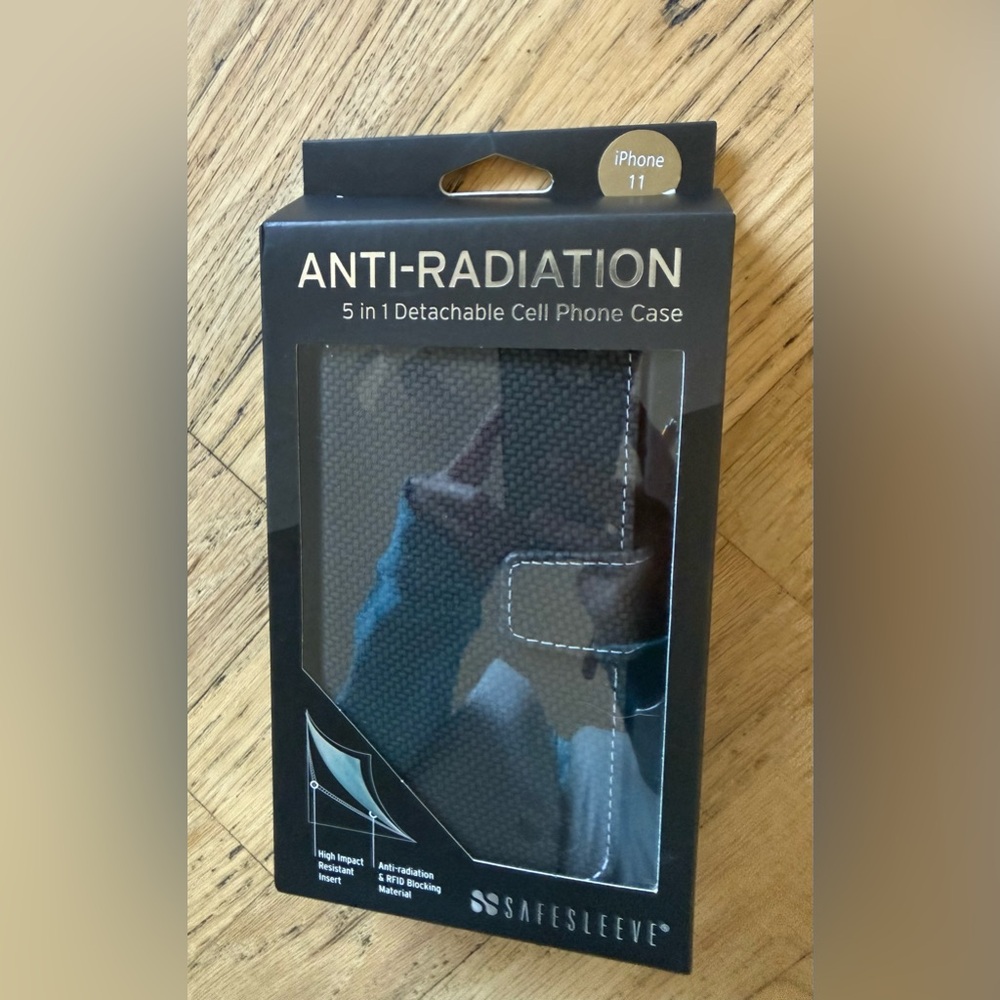 iPhone
11
ANTI-RADIATION
5 in 1 Detachable Cell Phone Case
High Impact
Resistant
Insert
Anti-radiation
& RFID Blocking
Material
SAFESLEEVE®